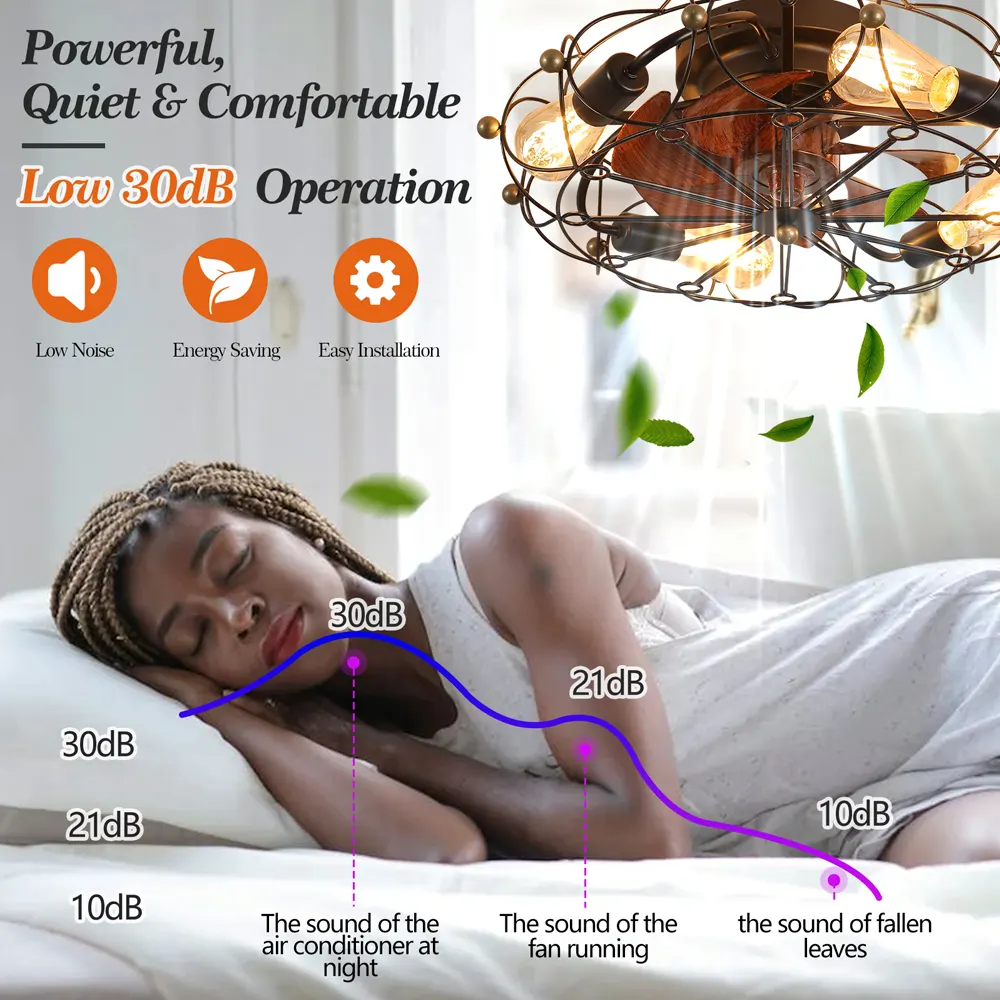 Powerful,
Quiet & Comfortable
Low 30dB Operation
Low Noise
Energy Saving
Easy Installation
30dB
21dB
10dB
30dB
21dB
10dB
The sound of the
air conditioner at
night
The sound of the
fan running
the sound of fallen
leaves